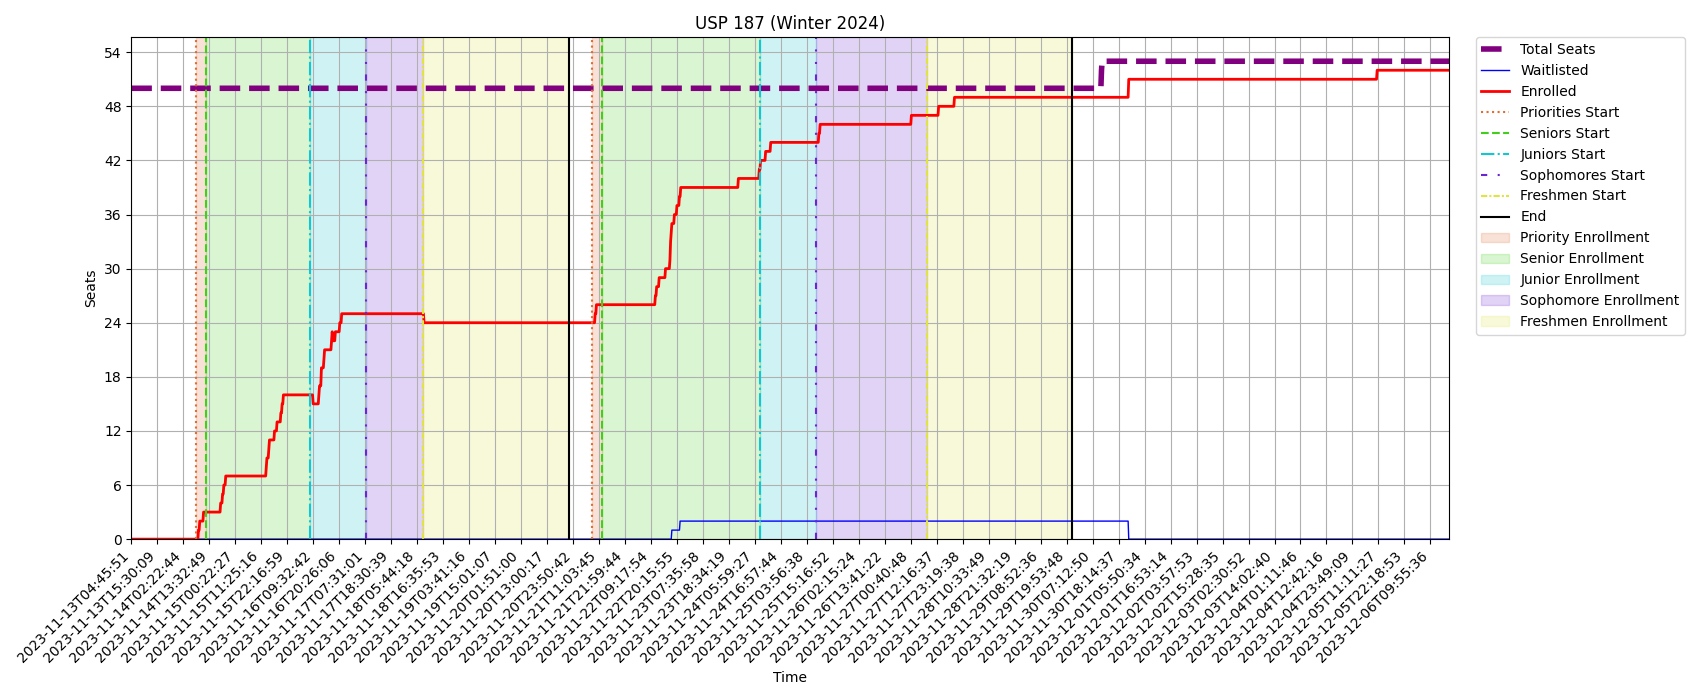 USP 187 (Winter 2024)
Seats
54
48
42
36
30
24
18
12
6
0
2023-11-13T04:45:51
2023-11-13T15:30:09
2023-11-14T02:22:44
2023-11-14T13:32:49
2023-11-15T00:22:27
2023-11-15T11:25:16
2023-11-15T22:16:59
2023-11-16T09:32:42
2023-11-16T20:26:06
2023-11-17T07:31:01
2023-11-17T18:30:39
2023-11-18T05:44:18
2023-11-18T16:35:53
2023-11-19T03:41:16
2023-11-19T15:01:07
2023-11-20T01:51:00
2023-11-20T13:00:17
2023-11-20T23:50:42
2023-11-21T11:03:45
2023-11-21T21:59:44
2023-11-22T09:17:54
2023-11-22T20:15:55
2023-11-23T07:35:58
2023-11-23T18:34:19
2023-11-24T05:59:27
2023-11-24T16:57:44
2023-11-25T03:56:38
2023-11-25T15:16:52
2023-11-26T02:15:24
2023-11-26T13:41:22
2023-11-27T00:40:48
2023-11-27T12:16:37
2023-11-27T23:19:38
2023-11-28T10:33:49
2023-11-28T21:32:19
2023-11-29T08:52:36
2023-11-29T19:53:48
2023-11-30T07:12:50
2023-11-30T18:14:37
2023-12-01T05:50:34
2023-12-01T16:53:14
2023-12-02T03:57:53
2023-12-02T15:28:35
2023-12-03T02:30:52
2023-12-03T14:02:40
2023-12-04T01:11:46
2023-12-04T12:42:16
2023-12-04T23:49:09
2023-12-05T11:11:27
2023-12-05T22:18:53
2023-12-06T09:55:36
Time
Total Seats
Waitlisted
Enrolled
Priorities Start
Seniors Start
Juniors Start
Sophomores Start
Freshmen Start
End
Priority Enrollment
Senior Enrollment
Junior Enrollment
Sophomore Enrollment
Freshmen Enrollment